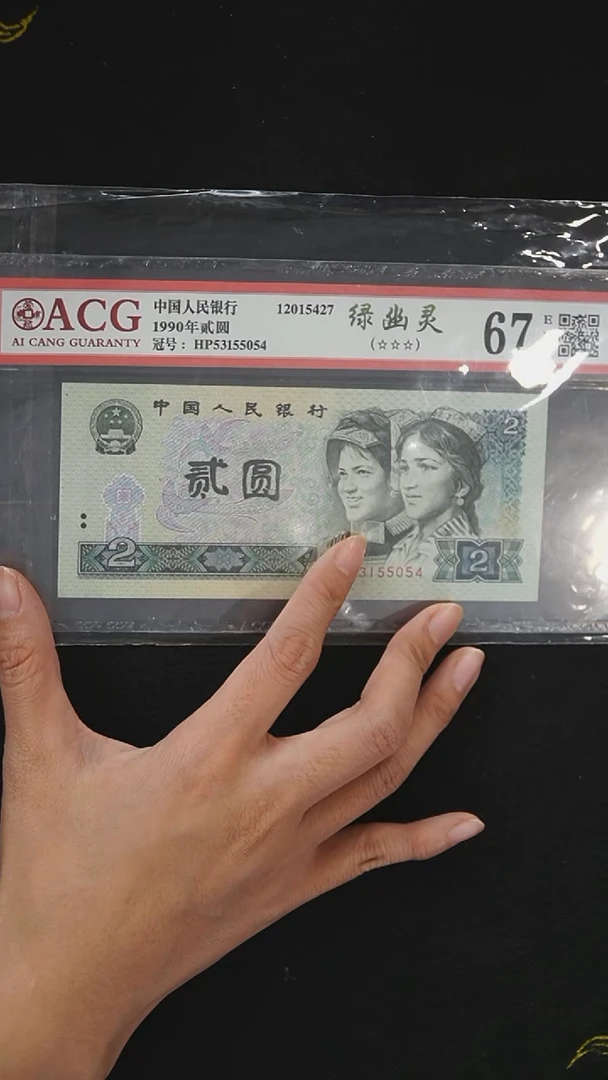 ACG
AI CANG GUARANTY
中国人民银行
1990年贰圆
冠号： HP53155054
12015427
绿幽灵
(☆☆☆)
67
E
中国人民银行
贰圆
2
2
3155054
2